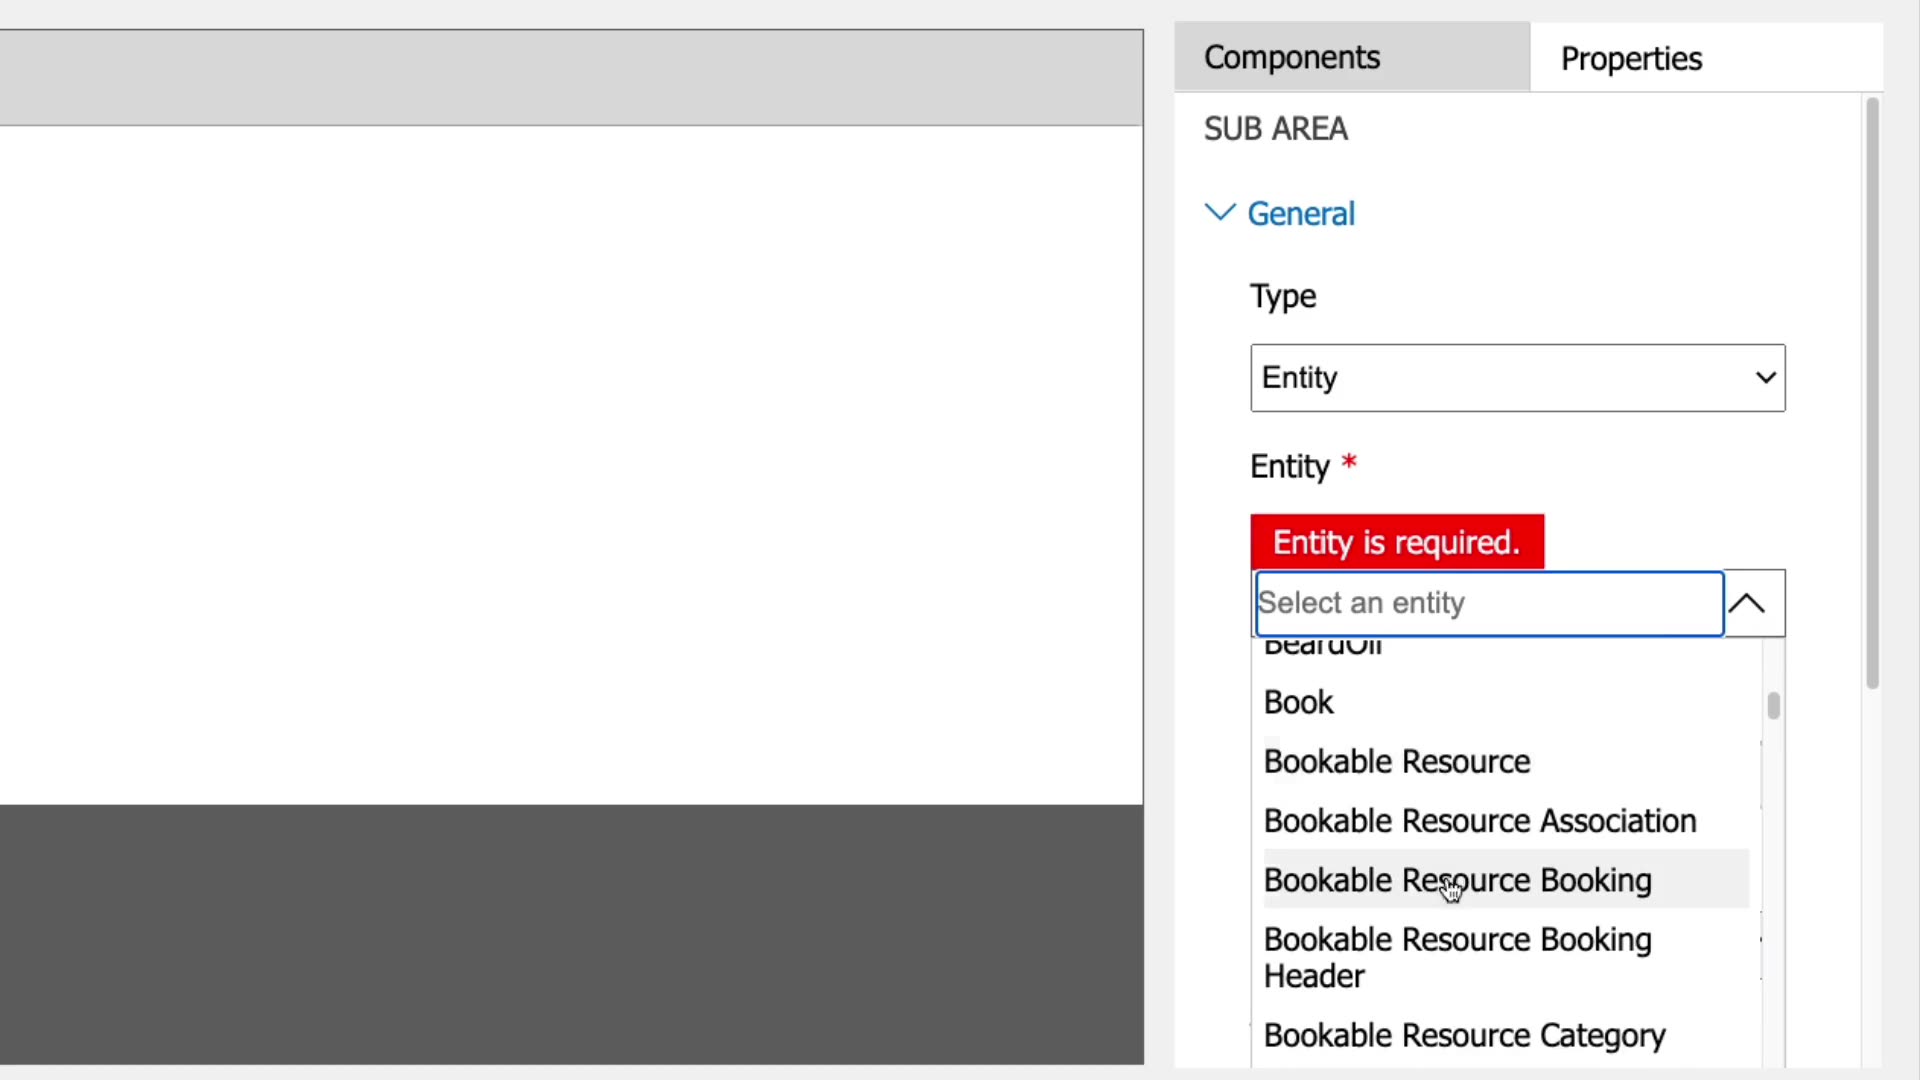 Components
Properties
SUB AREA
General
Type
Entity
Entity *
Entity is required.
Select an entity
BeardOil
Book
Bookable Resource
Bookable Resource Association
Bookable Resource Booking
Bookable Resource Booking
Header
Bookable Resource Category